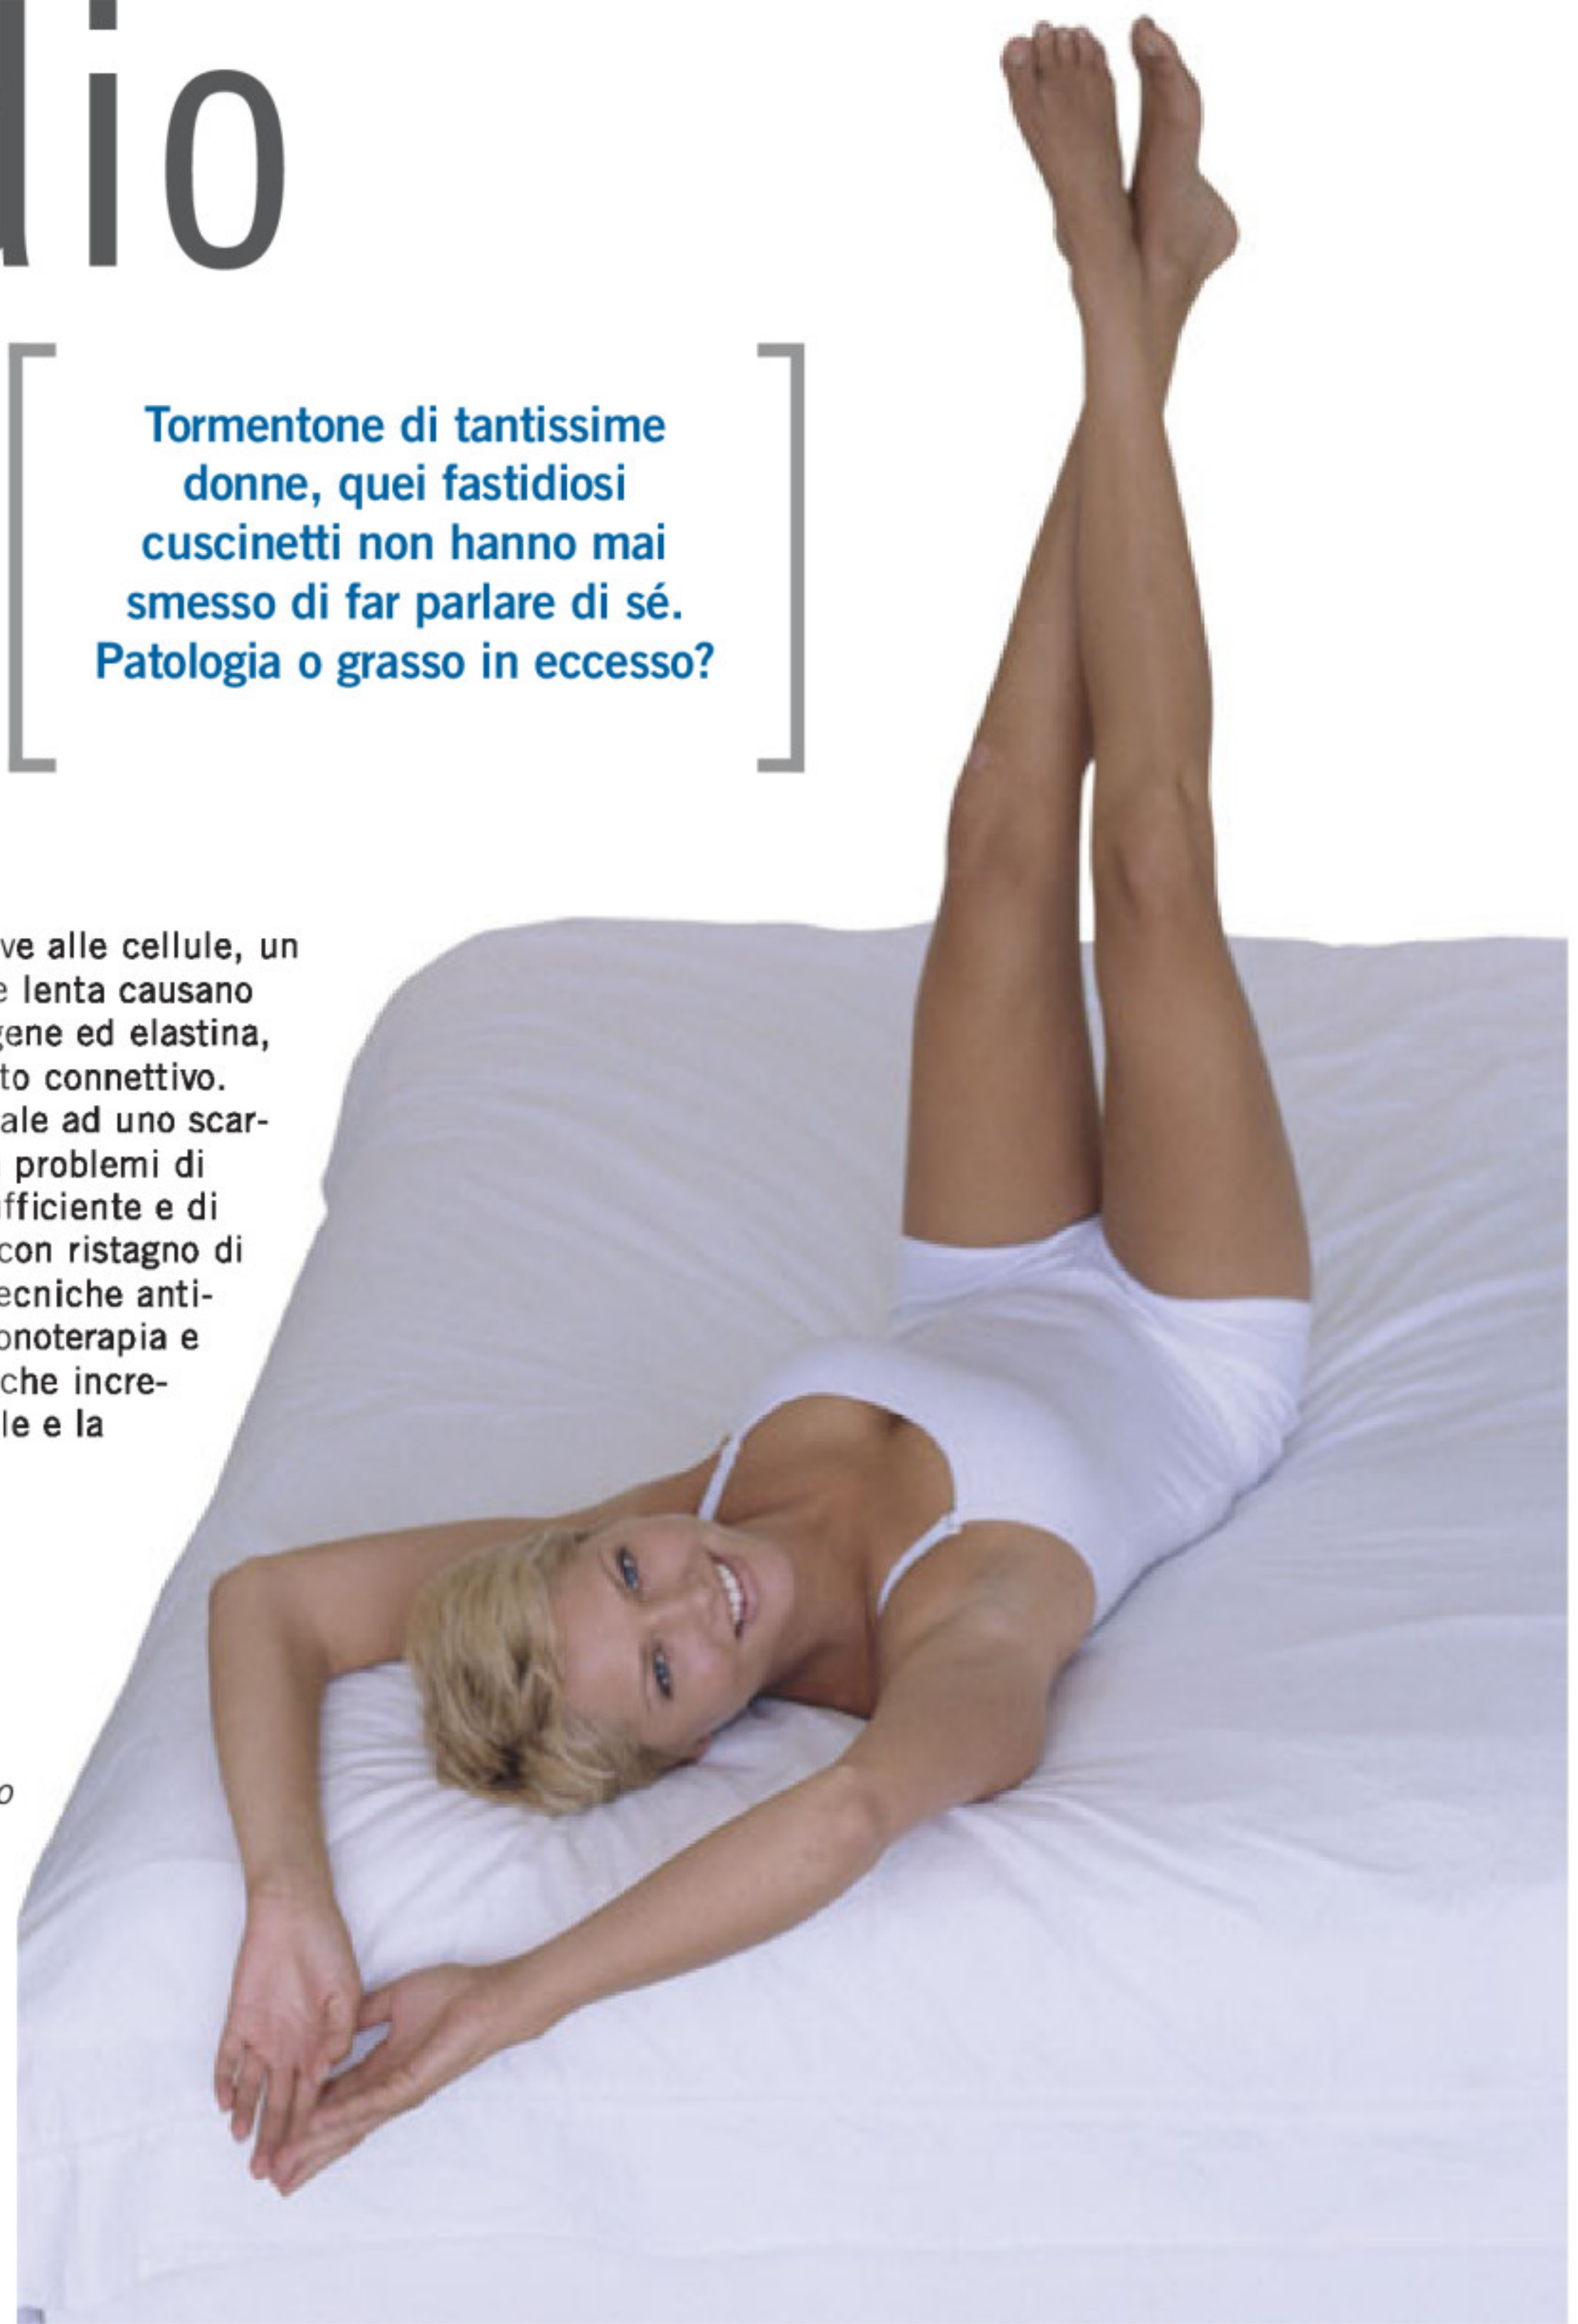 dio
Tormentone di tantissime
donne, quei fastidiosi
cuscinetti non hanno mai
smesso di far parlare di sé.
Patologia o grasso in eccesso?
ve alle cellule, un
e lenta causano
gene ed elastina,
to connettivo.
ale ad uno scar-
problemi di
fficiente e di
con ristagno di
ecniche anti-
onoterapia e
che incre-
le e la
o